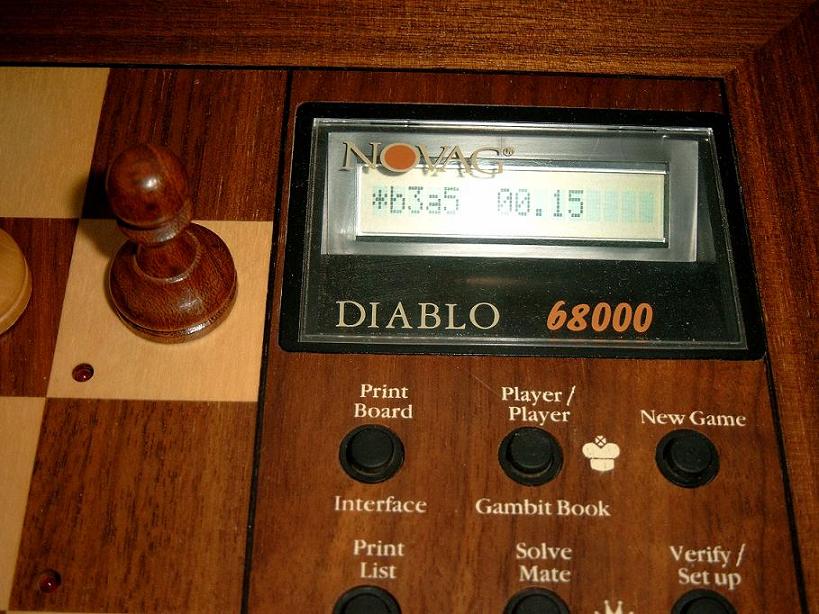 NOVAG®
*b3a5 00.15
DIABLO 68000
Print
Board
Player/
Player
New Game
Interface
Gambit Book
Print
List
Solve
Mate
Verify/
Set up